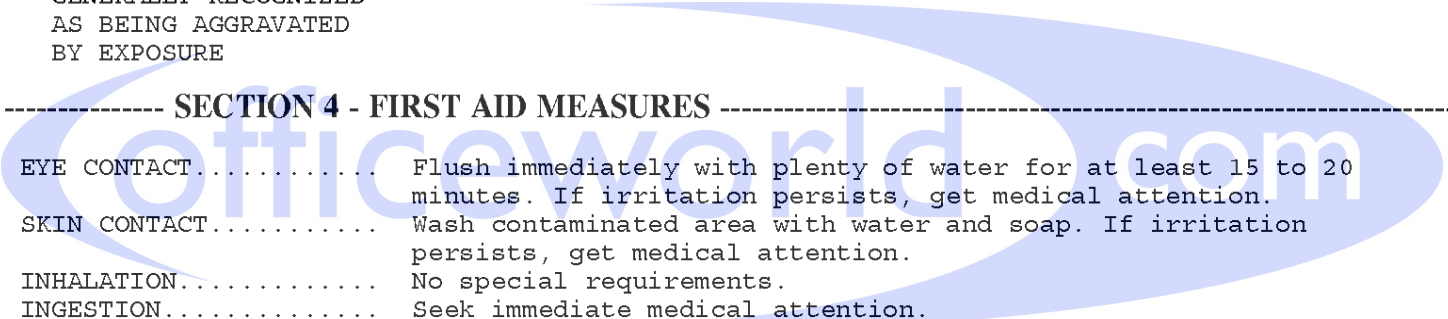 GENERALLY RECOGNIZED
AS BEING AGGRAVATED
BY EXPOSURE
--------------- SECTION 4 - FIRST AID MEASURES ---------------------------------------------------------------------
officeworld com
EYE CONTACT............ Flush immediately with plenty of water for at least 15 to 20
minutes. If irritation persists, get medical attention.
SKIN CONTACT........... Wash contaminated area with water and soap. If irritation
persists, get medical attention.
INHALATION............. No special requirements.
INGESTION.............. Seek immediate medical attention.